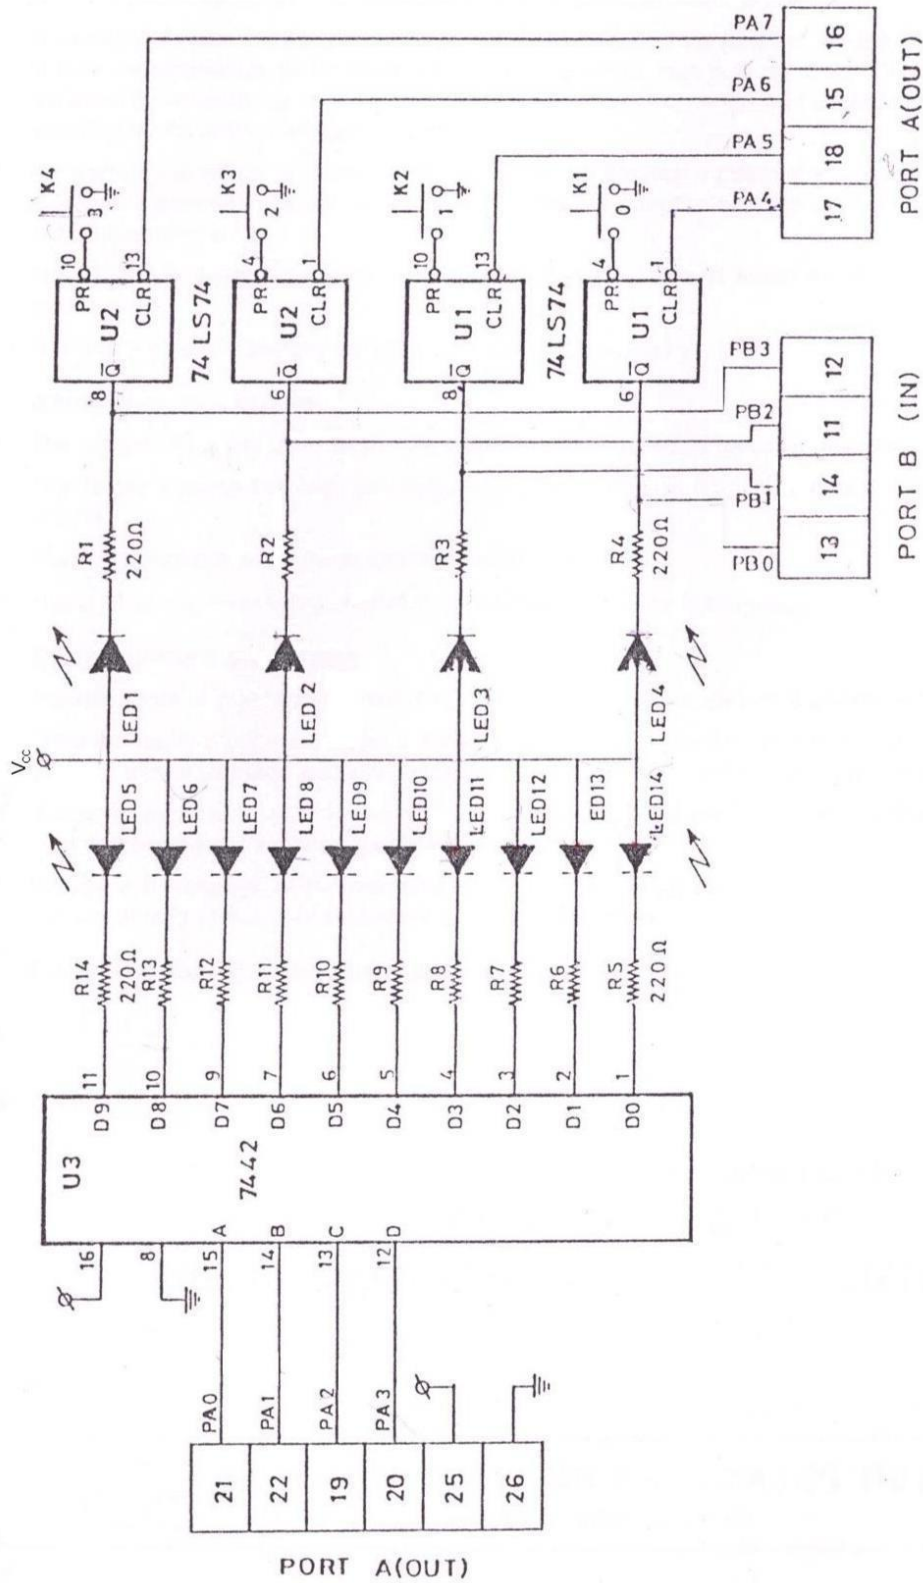 PORT A(OUT)
21
22
19
20
25
26
PA0
PA1
PA2
PA3
16
8
15
14
13
12
A
B
C
D
U3
7442
D9
D8
D7
D6
D5
D4
D3
D2
D1
D0
11
10
9
7
6
5
4
3
2
1
R14
220Ω
R13
R12
R11
R10
R9
R8
R7
R6
R5
220Ω
LED5
LED6
LED7
LED8
LED9
LED10
LED11
LED12
ED13
LED14
Vcc
LED1
LED2
LED3
LED4
R1
220Ω
R2
R3
R4
220Ω
8
Q̅
U2
PR
CLR
10
13
K4
3
74LS74
6
Q̅
U2
PR
CLR
4
1
K3
2
8
Q̅
U1
PR
CLR
10
13
K2
1
74LS74
6
Q̅
U1
PR
CLR
4
1
K1
0
PB3
PB2
PB1
PB0
12
11
14
13
PORT B (IN)
PA7
PA6
PA5
PA4
16
15
18
17
PORT A(OUT)